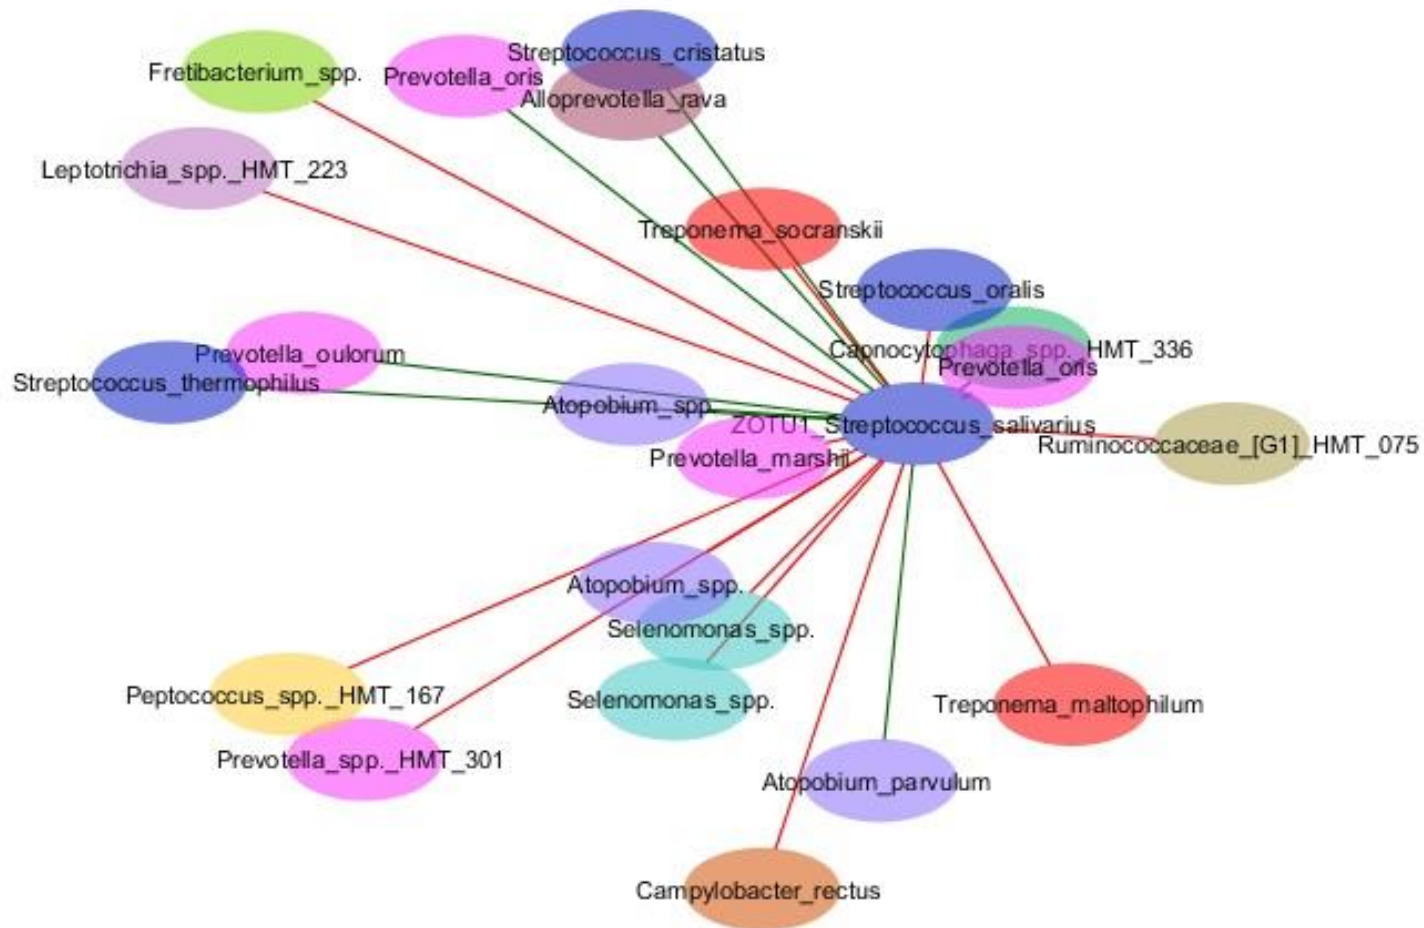 Streptococcus_cristatus
Fretibacterium_spp.
Prevotella_oris
Alloprevotella_rava
Leptotrichia_spp._HMT_223
Treponema_socranskii
Streptococcus_oralis
Capnocytophaga_spp._HMT_336
Prevotella_oulorum
Prevotella_oris
Streptococcus_thermophilus
Atopobium_spp.
ZOTU1_Streptococcus_salivarius
Ruminococcaceae_[G1]_HMT_075
Prevotella_marshii
Atopobium_spp.
Selenomonas_spp.
Peptococcus_spp._HMT_167
Selenomonas_spp.
Treponema_maltophilum
Prevotella_spp._HMT_301
Atopobium_parvulum
Campylobacter_rectus